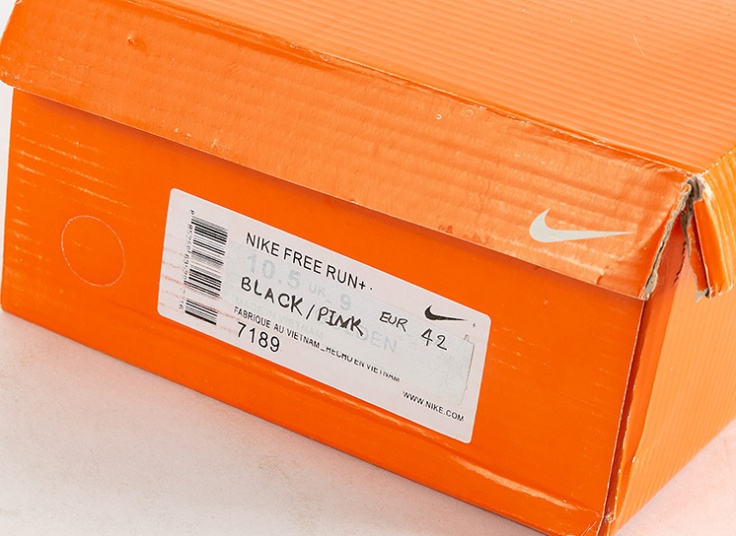 NIKE FREE RUN+
10.5 UK 9
BLACK/PINK EUR 42
FABRIQUE AU VIETNAM_HECHO EN VIETNAM
7189
WWW.NIKE.COM